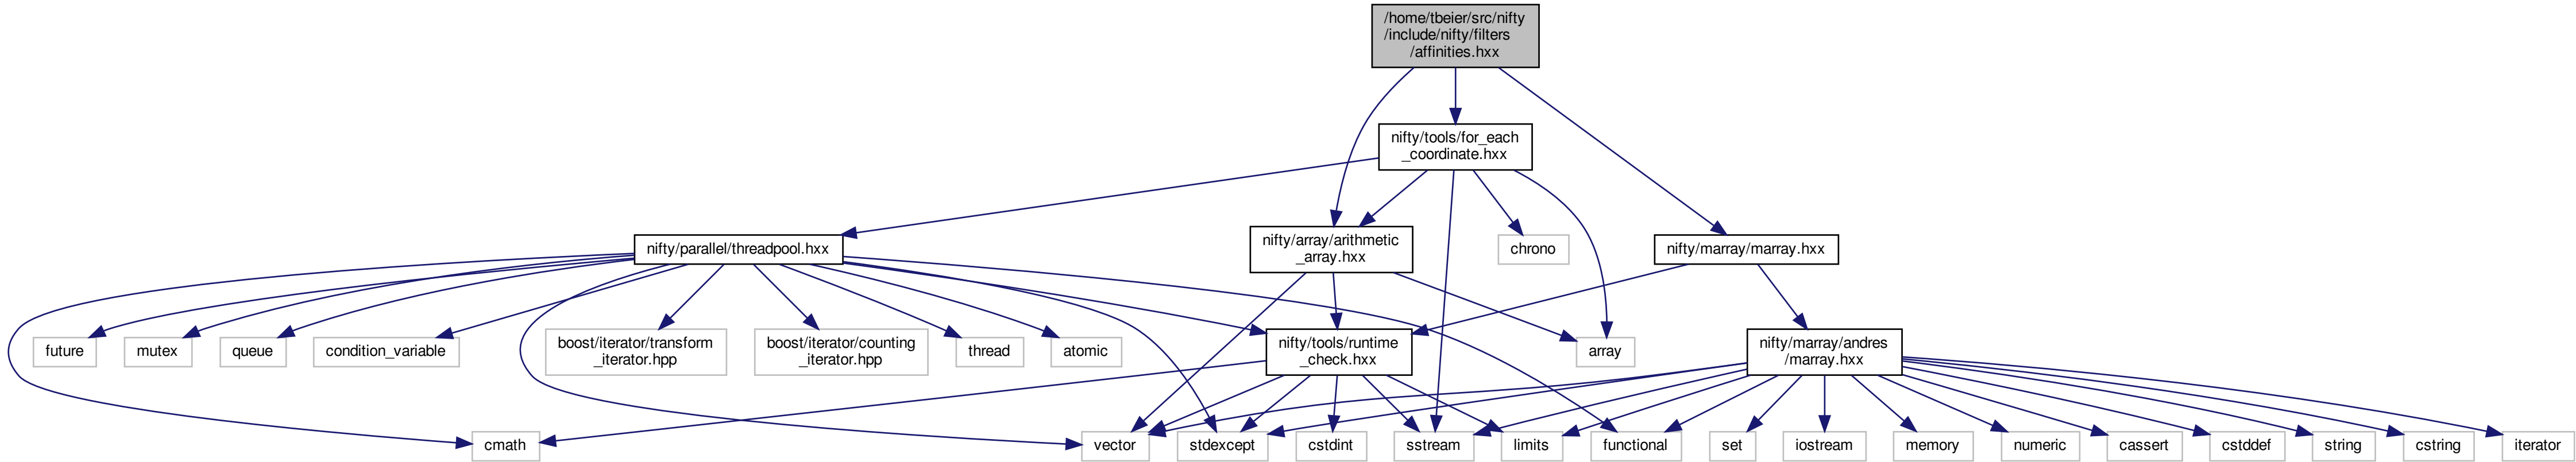 /home/tbeier/src/nifty
/include/nifty/filters
/affinities.hxx
nifty/tools/for_each
_coordinate.hxx
nifty/parallel/threadpool.hxx
nifty/array/arithmetic
_array.hxx
chrono
nifty/marray/marray.hxx
future
mutex
queue
condition_variable
boost/iterator/transform
_iterator.hpp
boost/iterator/counting
_iterator.hpp
thread
atomic
nifty/tools/runtime
_check.hxx
array
nifty/marray/andres
/marray.hxx
cmath
vector
stdexcept
cstdint
sstream
limits
functional
set
iostream
memory
numeric
cassert
cstddef
string
cstring
iterator